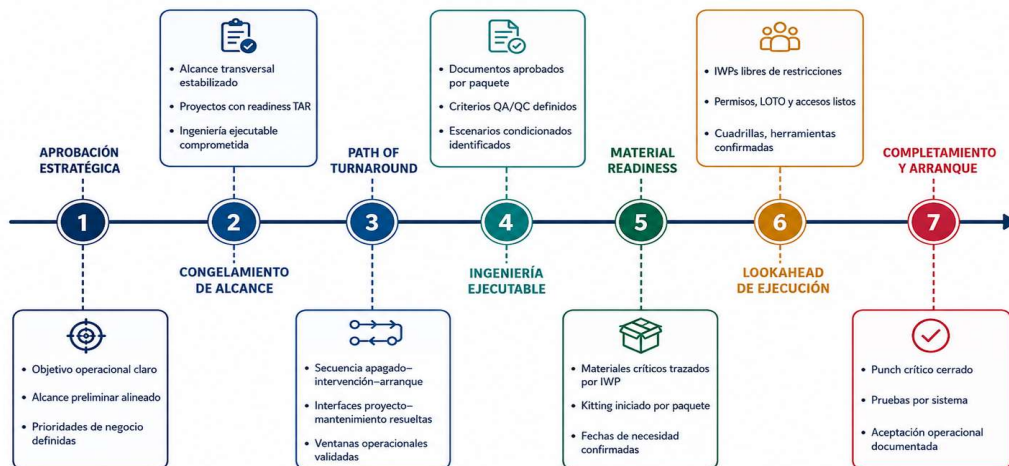 APROBACIÓN
ESTRATÉGICA
1
• Objetivo operacional claro
• Alcance preliminar alineado
• Prioridades de negocio
definidas
• Alcance transversal
estabilizado
• Proyectos con readiness TAR
• Ingeniería ejecutable
comprometida
2
CONGELAMIENTO
DE ALCANCE
PATH OF
TURNAROUND
3
• Secuencia apagado–
intervención–arranque
• Interfaces proyecto–
mantenimiento resueltas
• Ventanas operacionales
validadas
• Documentos aprobados
por paquete
• Criterios QA/QC definidos
• Escenarios condicionados
identificados
4
INGENIERÍA
EJECUTABLE
MATERIAL
READINESS
5
• Materiales críticos trazados
por IWP
• Kitting iniciado por paquete
• Fechas de necesidad
confirmadas
• IWPs libres de restricciones
• Permisos, LOTO y accesos listos
• Cuadrillas, herramientas
confirmadas
6
LOOKAHEAD
DE EJECUCIÓN
COMPLETAMIENTO
Y ARRANQUE
7
• Punch crítico cerrado
• Pruebas por sistema
• Aceptación operacional
documentada